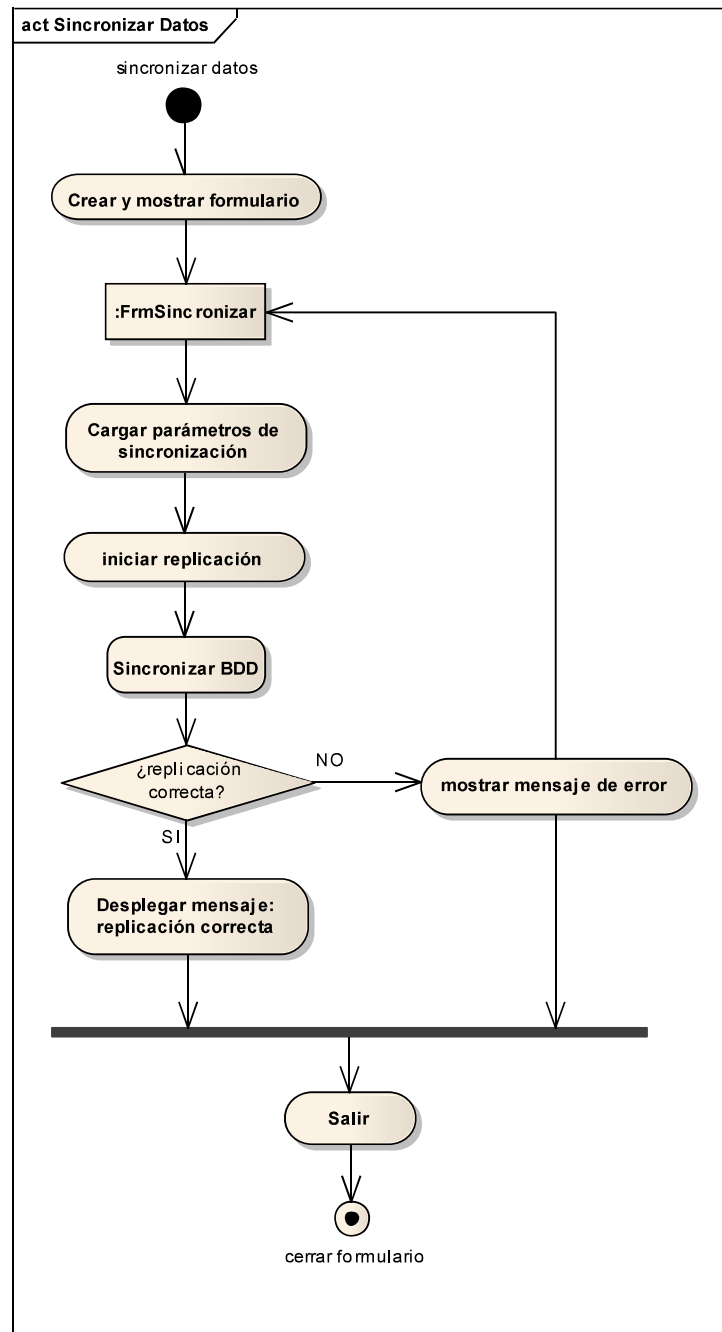 act Sincronizar Datos
sincronizar datos
Crear y mostrar formulario
:FrmSincronizar
Cargar parámetros de
sincronización
iniciar replicación
Sincronizar BDD
¿replicación
correcta?
NO
mostrar mensaje de error
SI
Desplegar mensaje:
replicación correcta
Salir
cerrar formulario